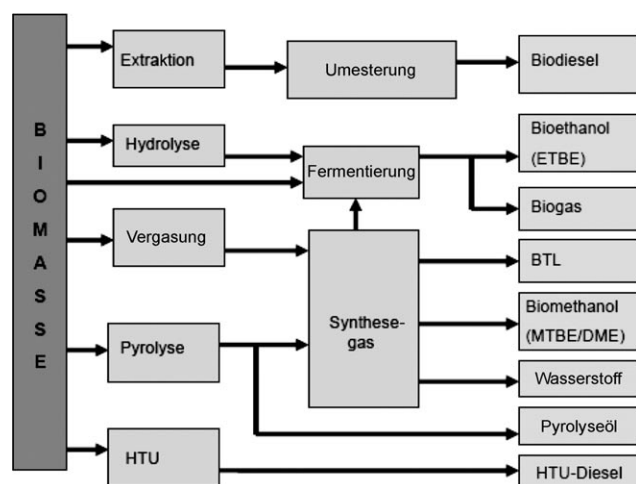 BIOMASSE
Extraktion
Umesterung
Biodiesel
Hydrolyse
Fermentierung
Bioethanol
(ETBE)
Biogas
Vergasung
Synthese-
gas
BTL
Biomethanol
(MTBE/DME)
Pyrolyse
Wasserstoff
Pyrolyseöl
HTU
HTU-Diesel